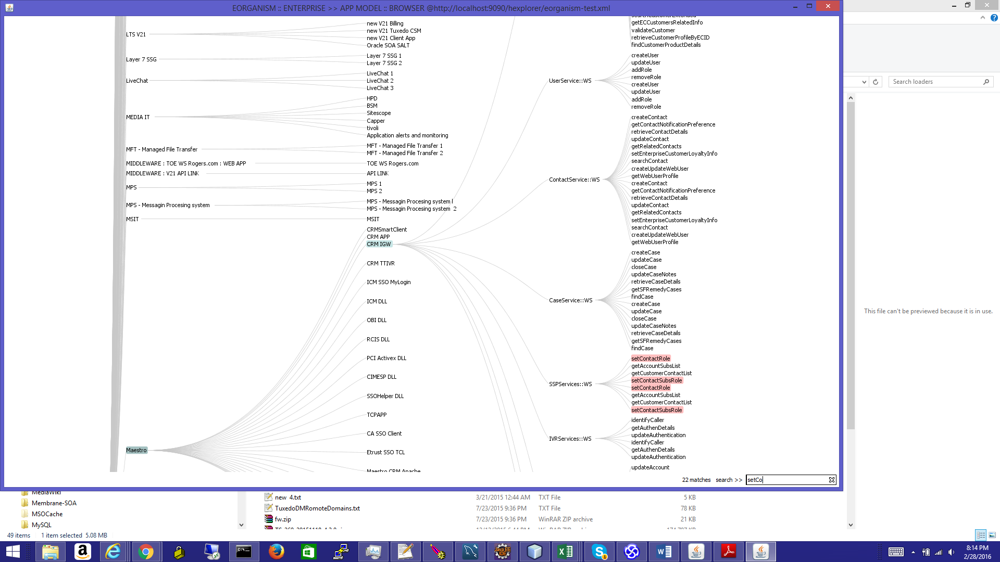 EORGANISM :: ENTERPRISE >> APP MODEL :: BROWSER @http://localhost:9090/hexplorer/eorganism-test.xml
LTS V21
new V21 Billing
new V21 Tuxedo CSM
new V21 Client App
Oracle SOA SALT
Layer 7 SSG
Layer 7 SSG 1
Layer 7 SSG 2
LiveChat
LiveChat 1
LiveChat 2
LiveChat 3
MEDIA IT
HPD
BSM
Sitescope
Capper
tivoli
Application alerts and monitoring
MFT - Managed File Transfer
MFT - Managed File Transfer 1
MFT - Managed File Transfer 2
MIDDLEWARE : TOE WS Rogers.com : WEB APP
TOE WS Rogers.com
MIDDLEWARE : V21 API LINK
API LINK
MPS
MPS 1
MPS 2
MPS - Messagin Procesing system
MPS - Messagin Procesing system I
MPS - Messagin Procesing system 2
MSIT
MSIT
Maestro
CRMSmartClient
CRM APP
CRM IGW
CRM TTIVR
ICM SSO MyLogin
ICM DLL
OBI DLL
RCIS DLL
PCI Activex DLL
CIMESP DLL
SSOHelper DLL
TCPAPP
CA SSO Client
Etrust SSO TCL
Maestro CRM Apache
searchCustomerExtended
getECCustomersRelatedInfo
validateCustomer
retrieveCustomerProfileByECID
findCustomerProductDetails
UserService::WS
createUser
updateUser
addRole
removeRole
createUser
updateUser
addRole
removeRole
ContactService::WS
createContact
getContactNotificationPreference
retrieveContactDetails
updateContact
getRelatedContacts
setEnterpriseCustomerLoyaltyInfo
searchContact
createUpdateWebUser
getWebUserProfile
createContact
getContactNotificationPreference
retrieveContactDetails
updateContact
getRelatedContacts
setEnterpriseCustomerLoyaltyInfo
searchContact
createUpdateWebUser
getWebUserProfile
CaseService::WS
createCase
updateCase
closeCase
updateCaseNotes
retrieveCaseDetails
getSFRemedyCases
findCase
createCase
updateCase
closeCase
updateCaseNotes
retrieveCaseDetails
getSFRemedyCases
findCase
SSPServices::WS
setContactRole
getAccountSubsList
getCustomerContactList
setContactSubsRole
setContactRole
getAccountSubsList
getCustomerContactList
setContactSubsRole
IVRServices::WS
identifyCaller
getAuthenDetails
updateAuthentication
identifyCaller
getAuthenDetails
updateAuthentication
updateAccount
22 matches search >> setCo
Search loaders
This file can't be previewed because it is in use.
MediaWiki
Membrane-SOA
MSOCache
MySQL
new 4.txt 3/21/2015 12:44 AM TXT File 5 KB
TuxedoDMRomoteDomains.txt 7/23/2015 9:36 PM TXT File 78 KB
fw.zip 7/23/2015 9:36 PM WinRAR ZIP archive 21 KB
49 items 1 item selected 5.08 MB
8:14 PM
2/28/2016